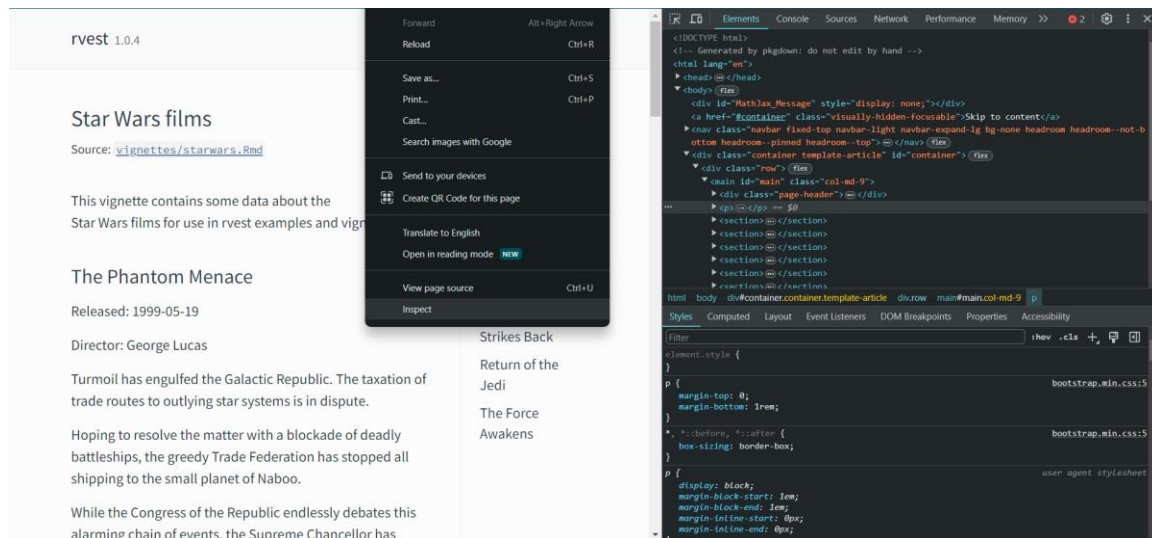 rvest 1.0.4
Star Wars films
Source: vignettes/starwars.Rmd
This vignette contains some data about the
Star Wars films for use in rvest examples and vign
The Phantom Menace
Released: 1999-05-19
Director: George Lucas
Turmoil has engulfed the Galactic Republic. The taxation of
trade routes to outlying star systems is in dispute.
Hoping to resolve the matter with a blockade of deadly
battleships, the greedy Trade Federation has stopped all
shipping to the small planet of Naboo.
While the Congress of the Republic endlessly debates this
alarming chain of events, the Supreme Chancellor has
Forward Alt+Right Arrow
Reload Ctrl+R
Save as... Ctrl+S
Print... Ctrl+P
Cast...
Search images with Google
Send to your devices
Create QR Code for this page
Translate to English
Open in reading mode NEW
View page source Ctrl+U
Inspect
Strikes Back
Return of the
Jedi
The Force
Awakens
Elements Console Sources Network Performance Memory 2
<!DOCTYPE html>
<!-- Generated by pkgdown: do not edit by hand -->
<html lang="en">
<head> </head>
<body> flex
<div id="MathJax_Message" style="display: none;"></div>
<a href="#container" class="visually-hidden-focusable">Skip to content</a>
<nav class="navbar fixed-top navbar-light navbar-expand-lg bg-none headroom headroom--not-b
ottom headroom--pinned headroom--top"> </nav> flex
<div class="container template-article" id="container"> flex
<div class="row"> flex
<main id="main" class="col-md-9">
<div class="page-header"> </div>
<p> </p> == $0
<section> </section>
<section> </section>
<section> </section>
<section> </section>
<section> </section>
<section> </section>
html body div#container.container.template-article div.row main#main.col-md-9 p
Styles Computed Layout Event Listeners DOM Breakpoints Properties Accessibility
Filter :hov .cls
element.style {
}
p { bootstrap.min.css:5
margin-top: 0;
margin-bottom: 1rem;
}
*, *::before, *::after { bootstrap.min.css:5
box-sizing: border-box;
}
p { user agent stylesheet
display: block;
margin-block-start: 1em;
margin-block-end: 1em;
margin-inline-start: 0px;
margin-inline-end: 0px;